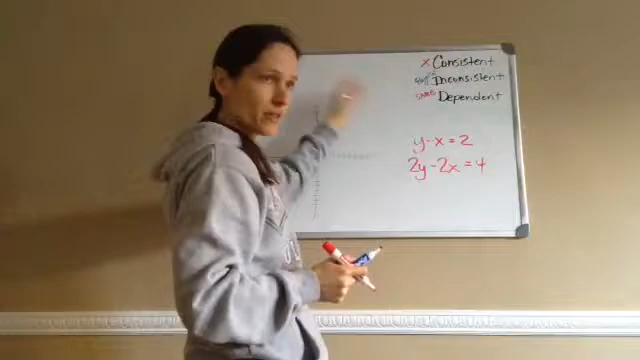 x Consistent
Inconsistent
same Dependent
y - x = 2
2y - 2x = 4